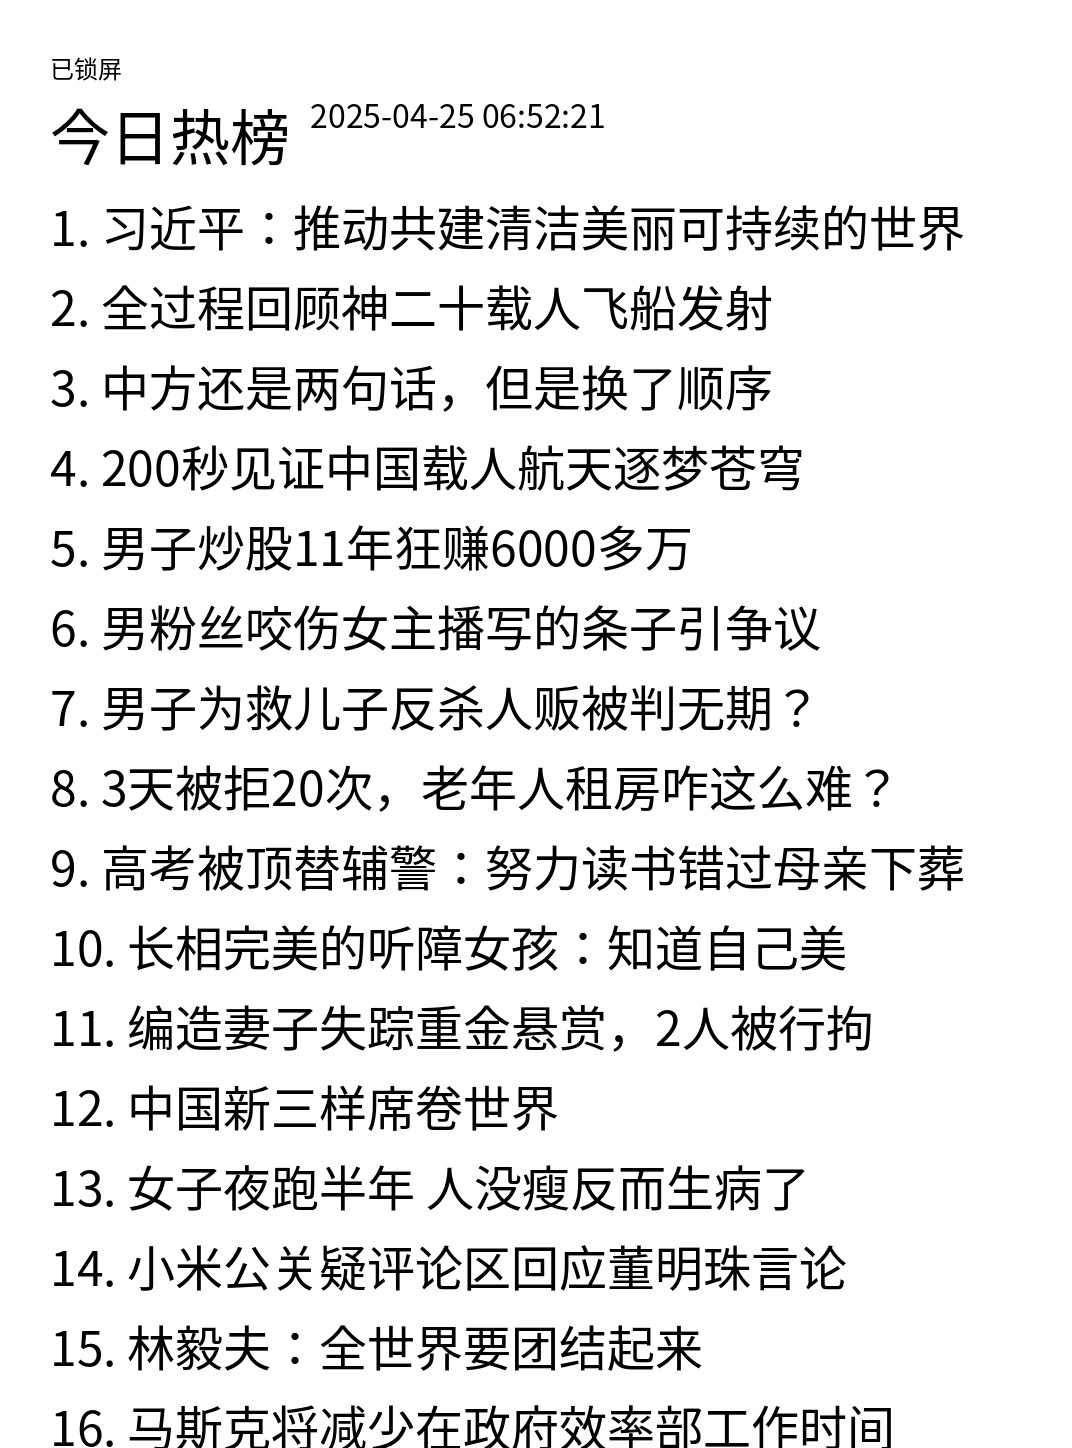 已锁屏
今日热榜 2025-04-25 06:52:21
1. 习近平：推动共建清洁美丽可持续的世界
2. 全过程回顾神二十载人飞船发射
3. 中方还是两句话，但是换了顺序
4. 200秒见证中国载人航天逐梦苍穹
5. 男子炒股11年狂赚6000多万
6. 男粉丝咬伤女主播写的条子引争议
7. 男子为救儿子反杀人贩被判无期？
8. 3天被拒20次，老年人租房咋这么难？
9. 高考被顶替辅警：努力读书错过母亲下葬
10. 长相完美的听障女孩：知道自己美
11. 编造妻子失踪重金悬赏，2人被行拘
12. 中国新三样席卷世界
13. 女子夜跑半年 人没瘦反而生病了
14. 小米公关疑评论区回应董明珠言论
15. 林毅夫：全世界要团结起来
16. 马斯克将减少在政府效率部工作时间